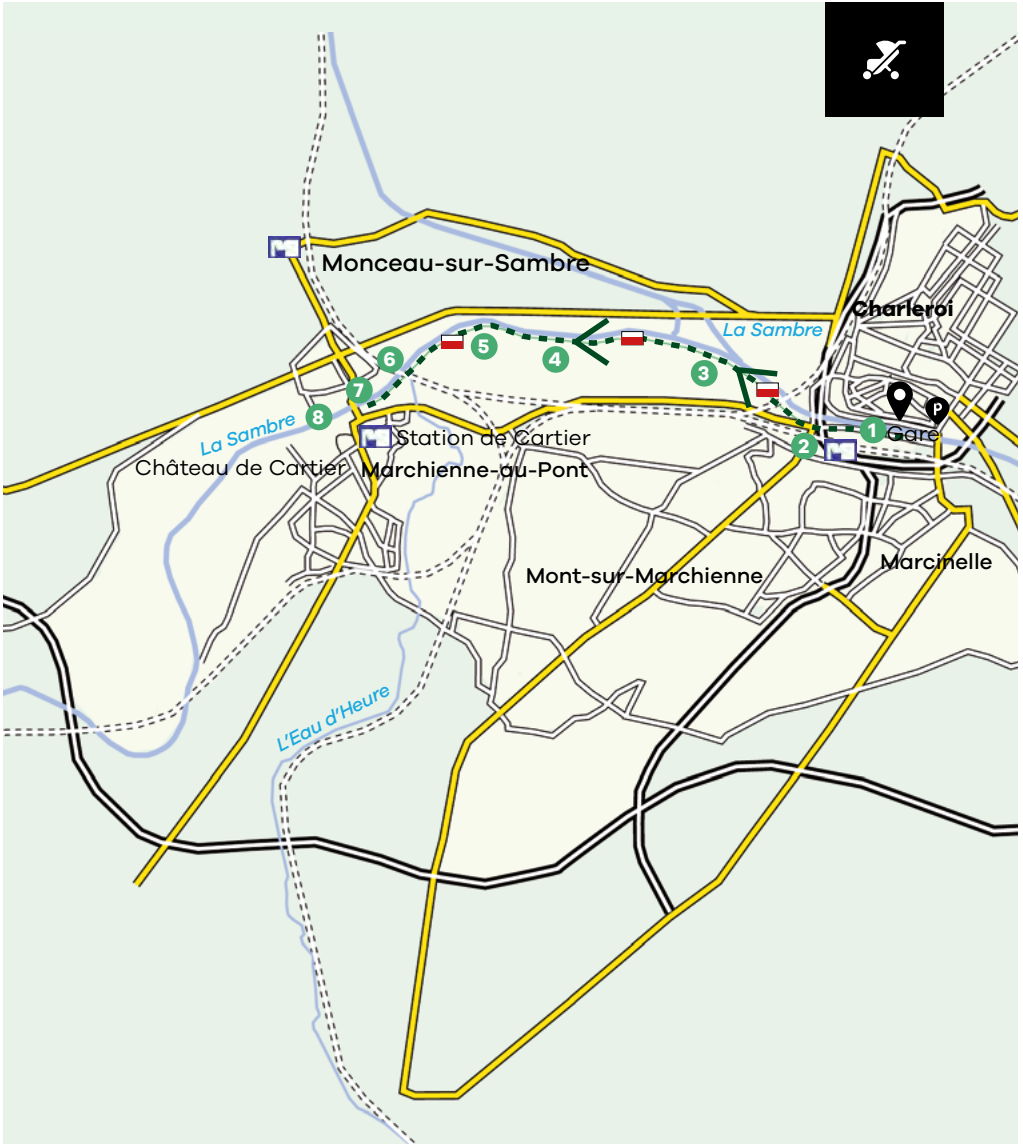 Monceau-sur-Sambre
Charleroi
La Sambre
6
5
4
3
7
8
P
1
Gare
La Sambre
Station de Cartier
2
M
M
M
Château de Cartier
Marchienne-au-Pont
Marcinelle
Mont-sur-Marchienne
L'Eau d'Heure